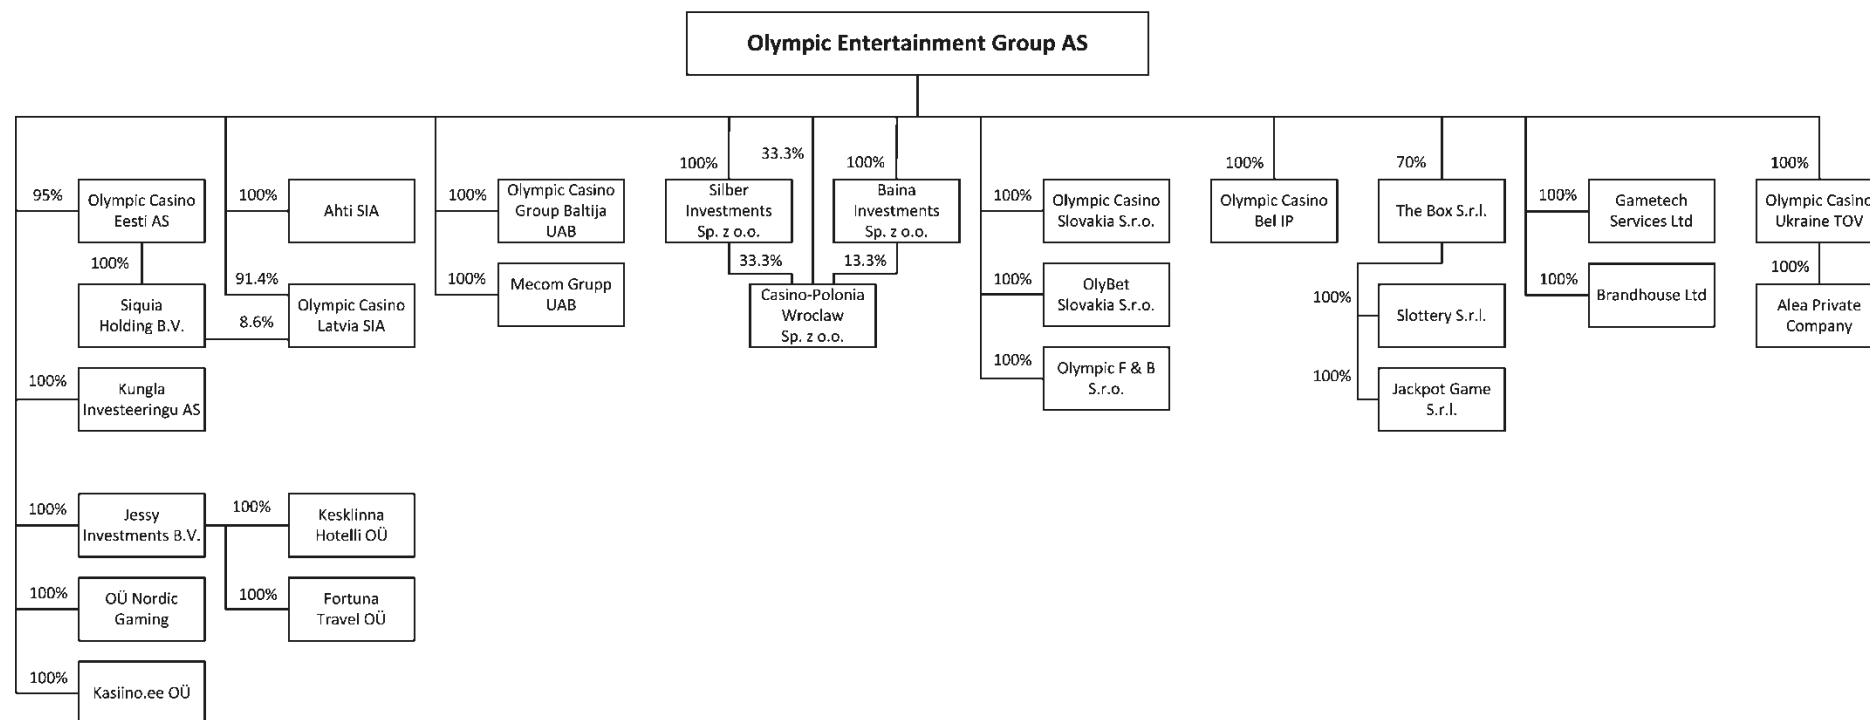 Olympic Entertainment Group AS
95%
Olympic Casino
Eesti AS
100%
Siquia
Holding B.V.
8.6%
100%
Kungla
Investeeringu AS
100%
Jessy
Investments B.V.
100%
Kesklinna
Hotelli OÜ
100%
Fortuna
Travel OÜ
100%
OÜ Nordic
Gaming
100%
Kasiino.ee OÜ
100%
Ahti SIA
91.4%
Olympic Casino
Latvia SIA
100%
Olympic Casino
Group Baltija
UAB
100%
Mecom Grupp
UAB
100%
Silber
Investments
Sp. z o.o.
33.3%
33.3%
100%
Baina
Investments
Sp. z o.o.
13.3%
Casino-Polonia
Wroclaw
Sp. z o.o.
100%
Olympic Casino
Slovakia S.r.o.
100%
OlyBet
Slovakia S.r.o.
100%
Olympic F & B
S.r.o.
100%
Olympic Casino
Bel IP
70%
The Box S.r.l.
100%
Slottery S.r.l.
100%
Jackpot Game
S.r.l.
100%
Gametech
Services Ltd
100%
Brandhouse Ltd
100%
Olympic Casino
Ukraine TOV
100%
Alea Private
Company